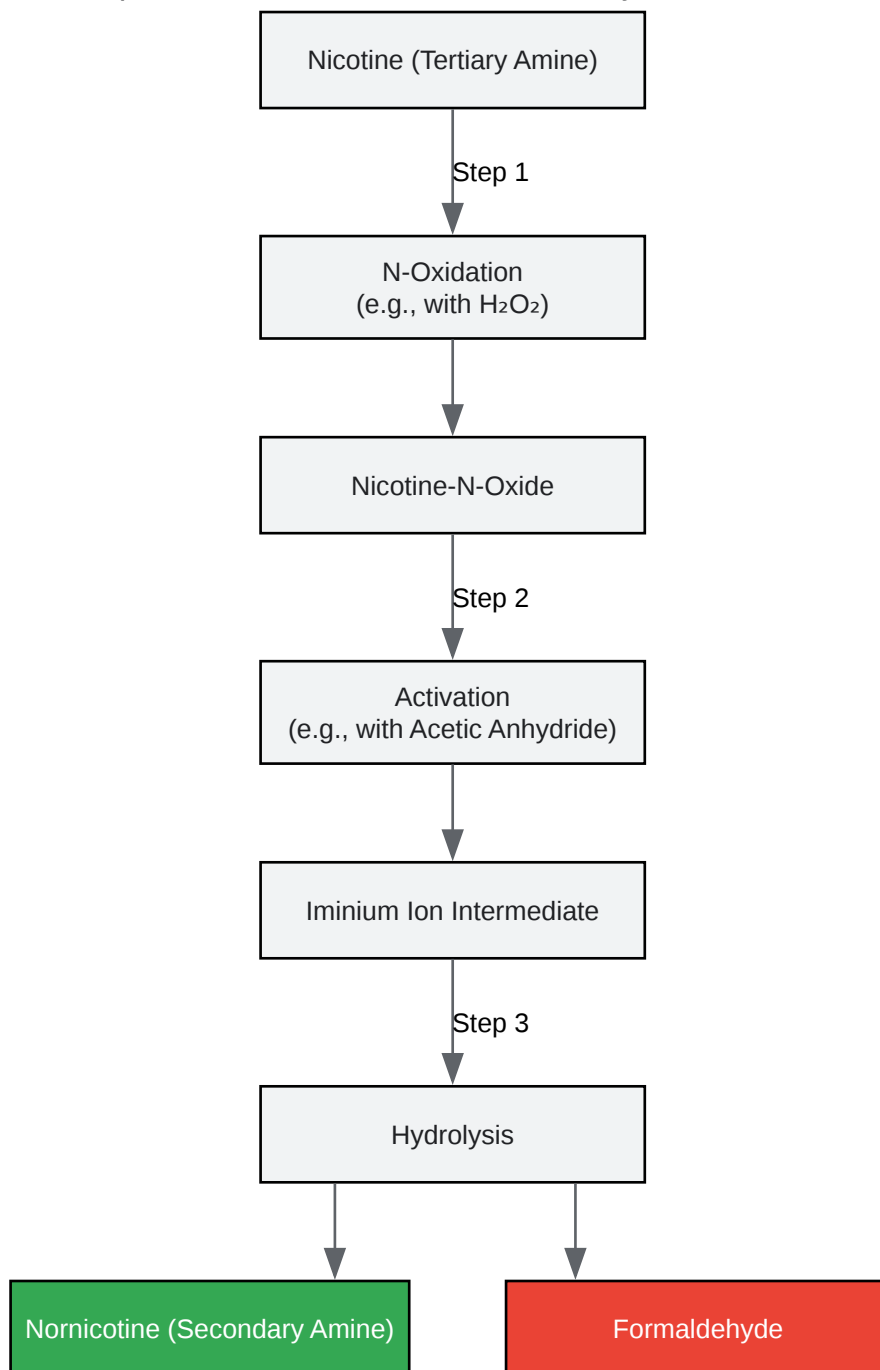 Nicotine (Tertiary Amine)
Step 1
N-Oxidation
(e.g., with H₂O₂)
Nicotine-N-Oxide
Step 2
Activation
(e.g., with Acetic Anhydride)
Iminium Ion Intermediate
Step 3
Hydrolysis
Nornicotine (Secondary Amine)
Formaldehyde